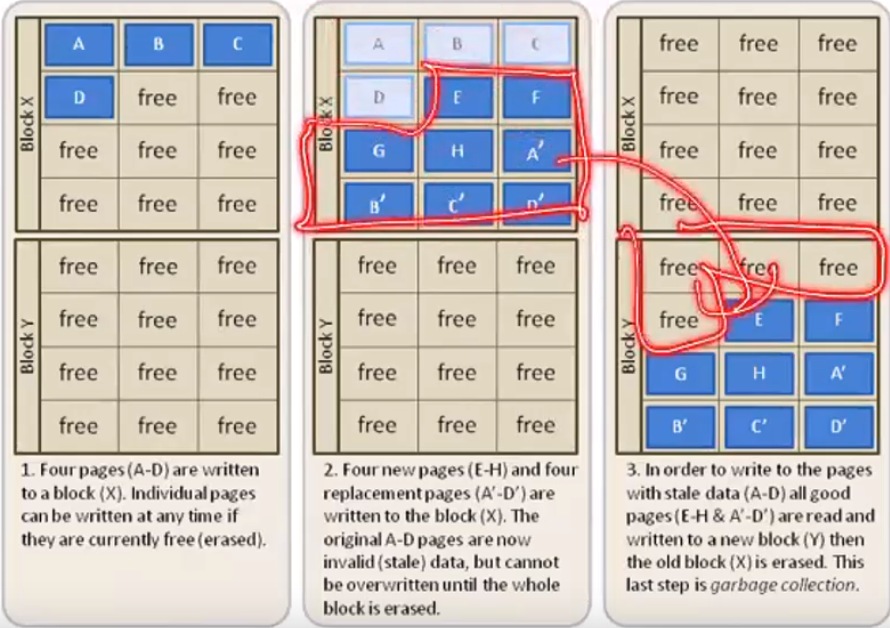 Block X
A B C
D free free
free free free
free free free
Block Y
free free free
free free free
free free free
free free free
1. Four pages (A-D) are written
to a block (X). Individual pages
can be written at any time if
they are currently free (erased).
Block X
A B C
D E F
G H A′
B′ C′ D′
Block Y
free free free
free free free
free free free
free free free
2. Four new pages (E-H) and four
replacement pages (A′-D′) are
written to the block (X). The
original A-D pages are now
invalid (stale) data, but cannot
be overwritten until the whole
block is erased.
Block X
free free free
free free free
free free free
free free free
Block Y
free free free
free E F
G H A′
B′ C′ D′
3. In order to write to the pages
with stale data (A-D) all good
pages (E-H & A′-D′) are read and
written to a new block (Y) then
the old block (X) is erased. This
last step is garbage collection.